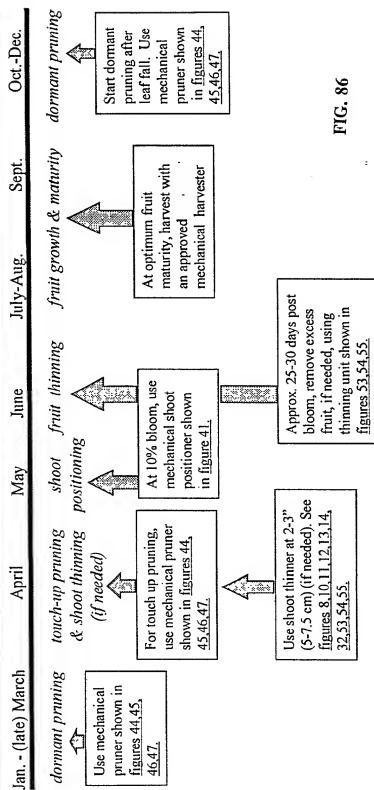 Jan. - (late) March April May June July-Aug. Sept. Oct.-Dec.
dormant pruning
touch-up pruning
& shoot thinning
(if needed)
shoot
positioning
fruit thinning
fruit growth & maturity
dormant pruning
Use mechanical
pruner shown in
figures 44,45,
46,47.
For touch up pruning,
use mechanical pruner
shown in figures 44,
45,46,47.
Use shoot thinner at 2-3"
(5-7.5 cm) (if needed). See
figures 8,10,11,12,13,14,
32,53,54,55.
At 10% bloom, use
mechanical shoot
positioner shown
in figure 41.
Approx. 25-30 days post
bloom, remove excess
fruit, if needed, using
thinning unit shown in
figures 53,54,55.
At optimum fruit
maturity, harvest with
an approved
mechanical harvester
Start dormant
pruning after
leaf fall. Use
mechanical
pruner shown
in figures 44,
45,46,47.
FIG. 86